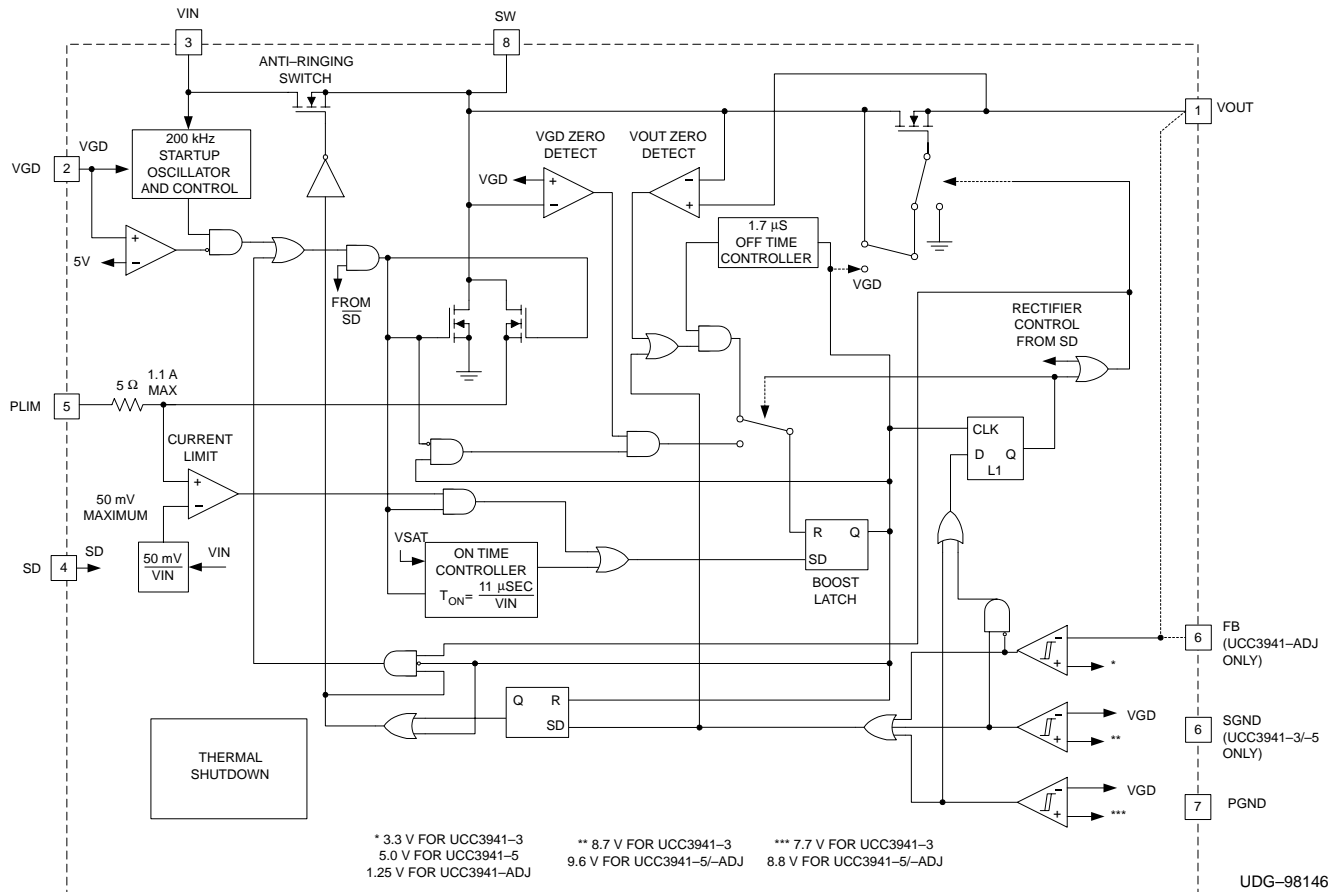 VIN
3
SW
8
ANTI–RINGING
SWITCH
VOUT
1
VGD
2
VGD
200 kHz
STARTUP
OSCILLATOR
AND CONTROL
VGD ZERO
DETECT
VOUT ZERO
DETECT
VGD
+
–
–
+
1.7 µS
OFF TIME
CONTROLLER
VGD
+
–
5V
FROM
SD
RECTIFIER
CONTROL
FROM SD
PLIM
5
5 Ω
1.1 A
MAX
CURRENT
LIMIT
+
–
50 mV
MAXIMUM
50 mV
VIN
VIN
SD
4
SD
VSAT
ON TIME
CONTROLLER
TON= 11 µSEC
VIN
R Q
SD
BOOST
LATCH
CLK
D Q
L1
–
+
*
6
FB
(UCC3941–ADJ
ONLY)
Q R
SD
–
+
VGD
**
6
SGND
(UCC3941–3/–5
ONLY)
–
+
VGD
***
7
PGND
THERMAL
SHUTDOWN
* 3.3 V FOR UCC3941–3
5.0 V FOR UCC3941–5
1.25 V FOR UCC3941–ADJ
** 8.7 V FOR UCC3941–3
9.6 V FOR UCC3941–5/–ADJ
*** 7.7 V FOR UCC3941–3
8.8 V FOR UCC3941–5/–ADJ
UDG–98146